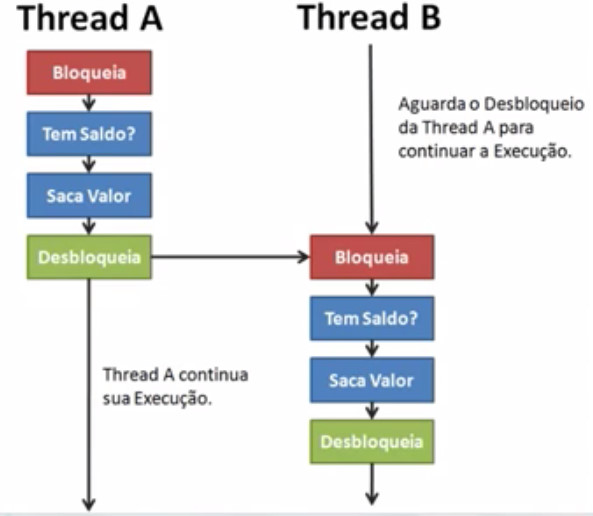 Thread A
Thread B
Bloqueia
Tem Saldo?
Saca Valor
Desbloqueia
Aguarda o Desbloqueio
da Thread A para
continuar a Execução.
Bloqueia
Tem Saldo?
Saca Valor
Desbloqueia
Thread A continua
sua Execução.